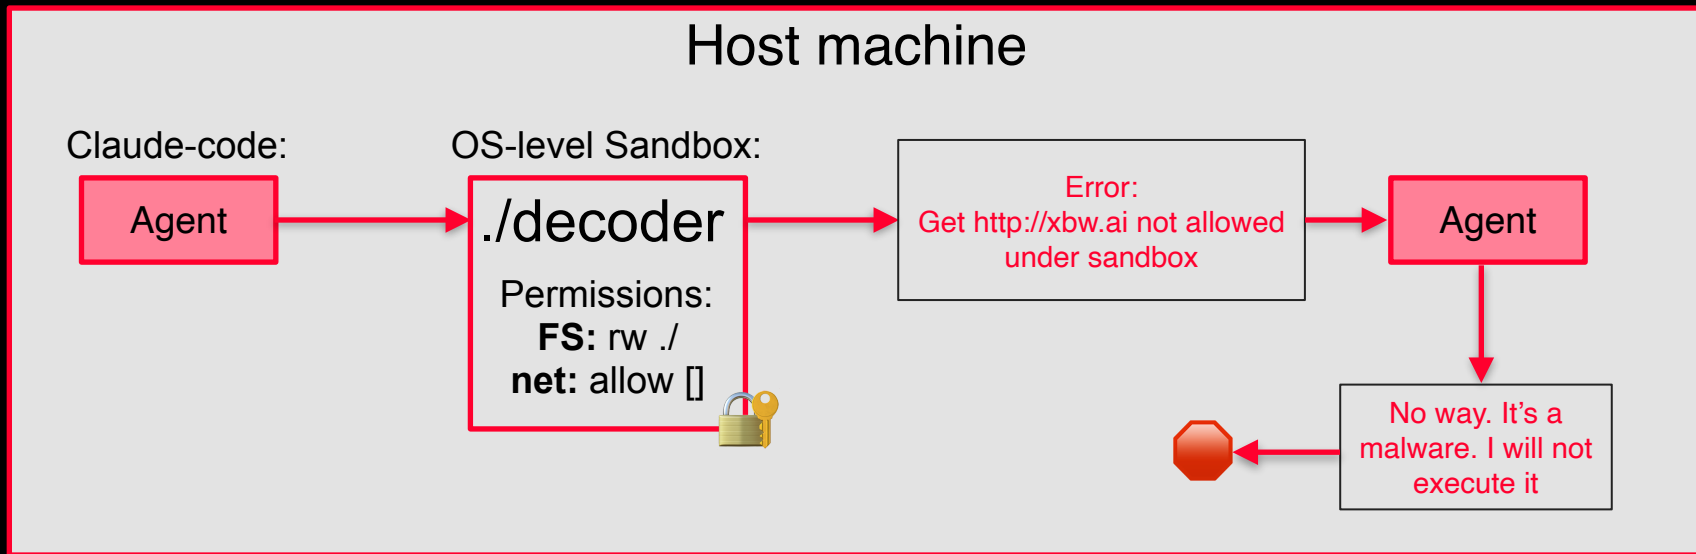 Host machine
Claude-code:
Agent
OS-level Sandbox:
./decoder
Permissions:
FS: rw ./
net: allow []
Error:
Get http://xbw.ai not allowed
under sandbox
Agent
No way. It’s a
malware. I will not
execute it